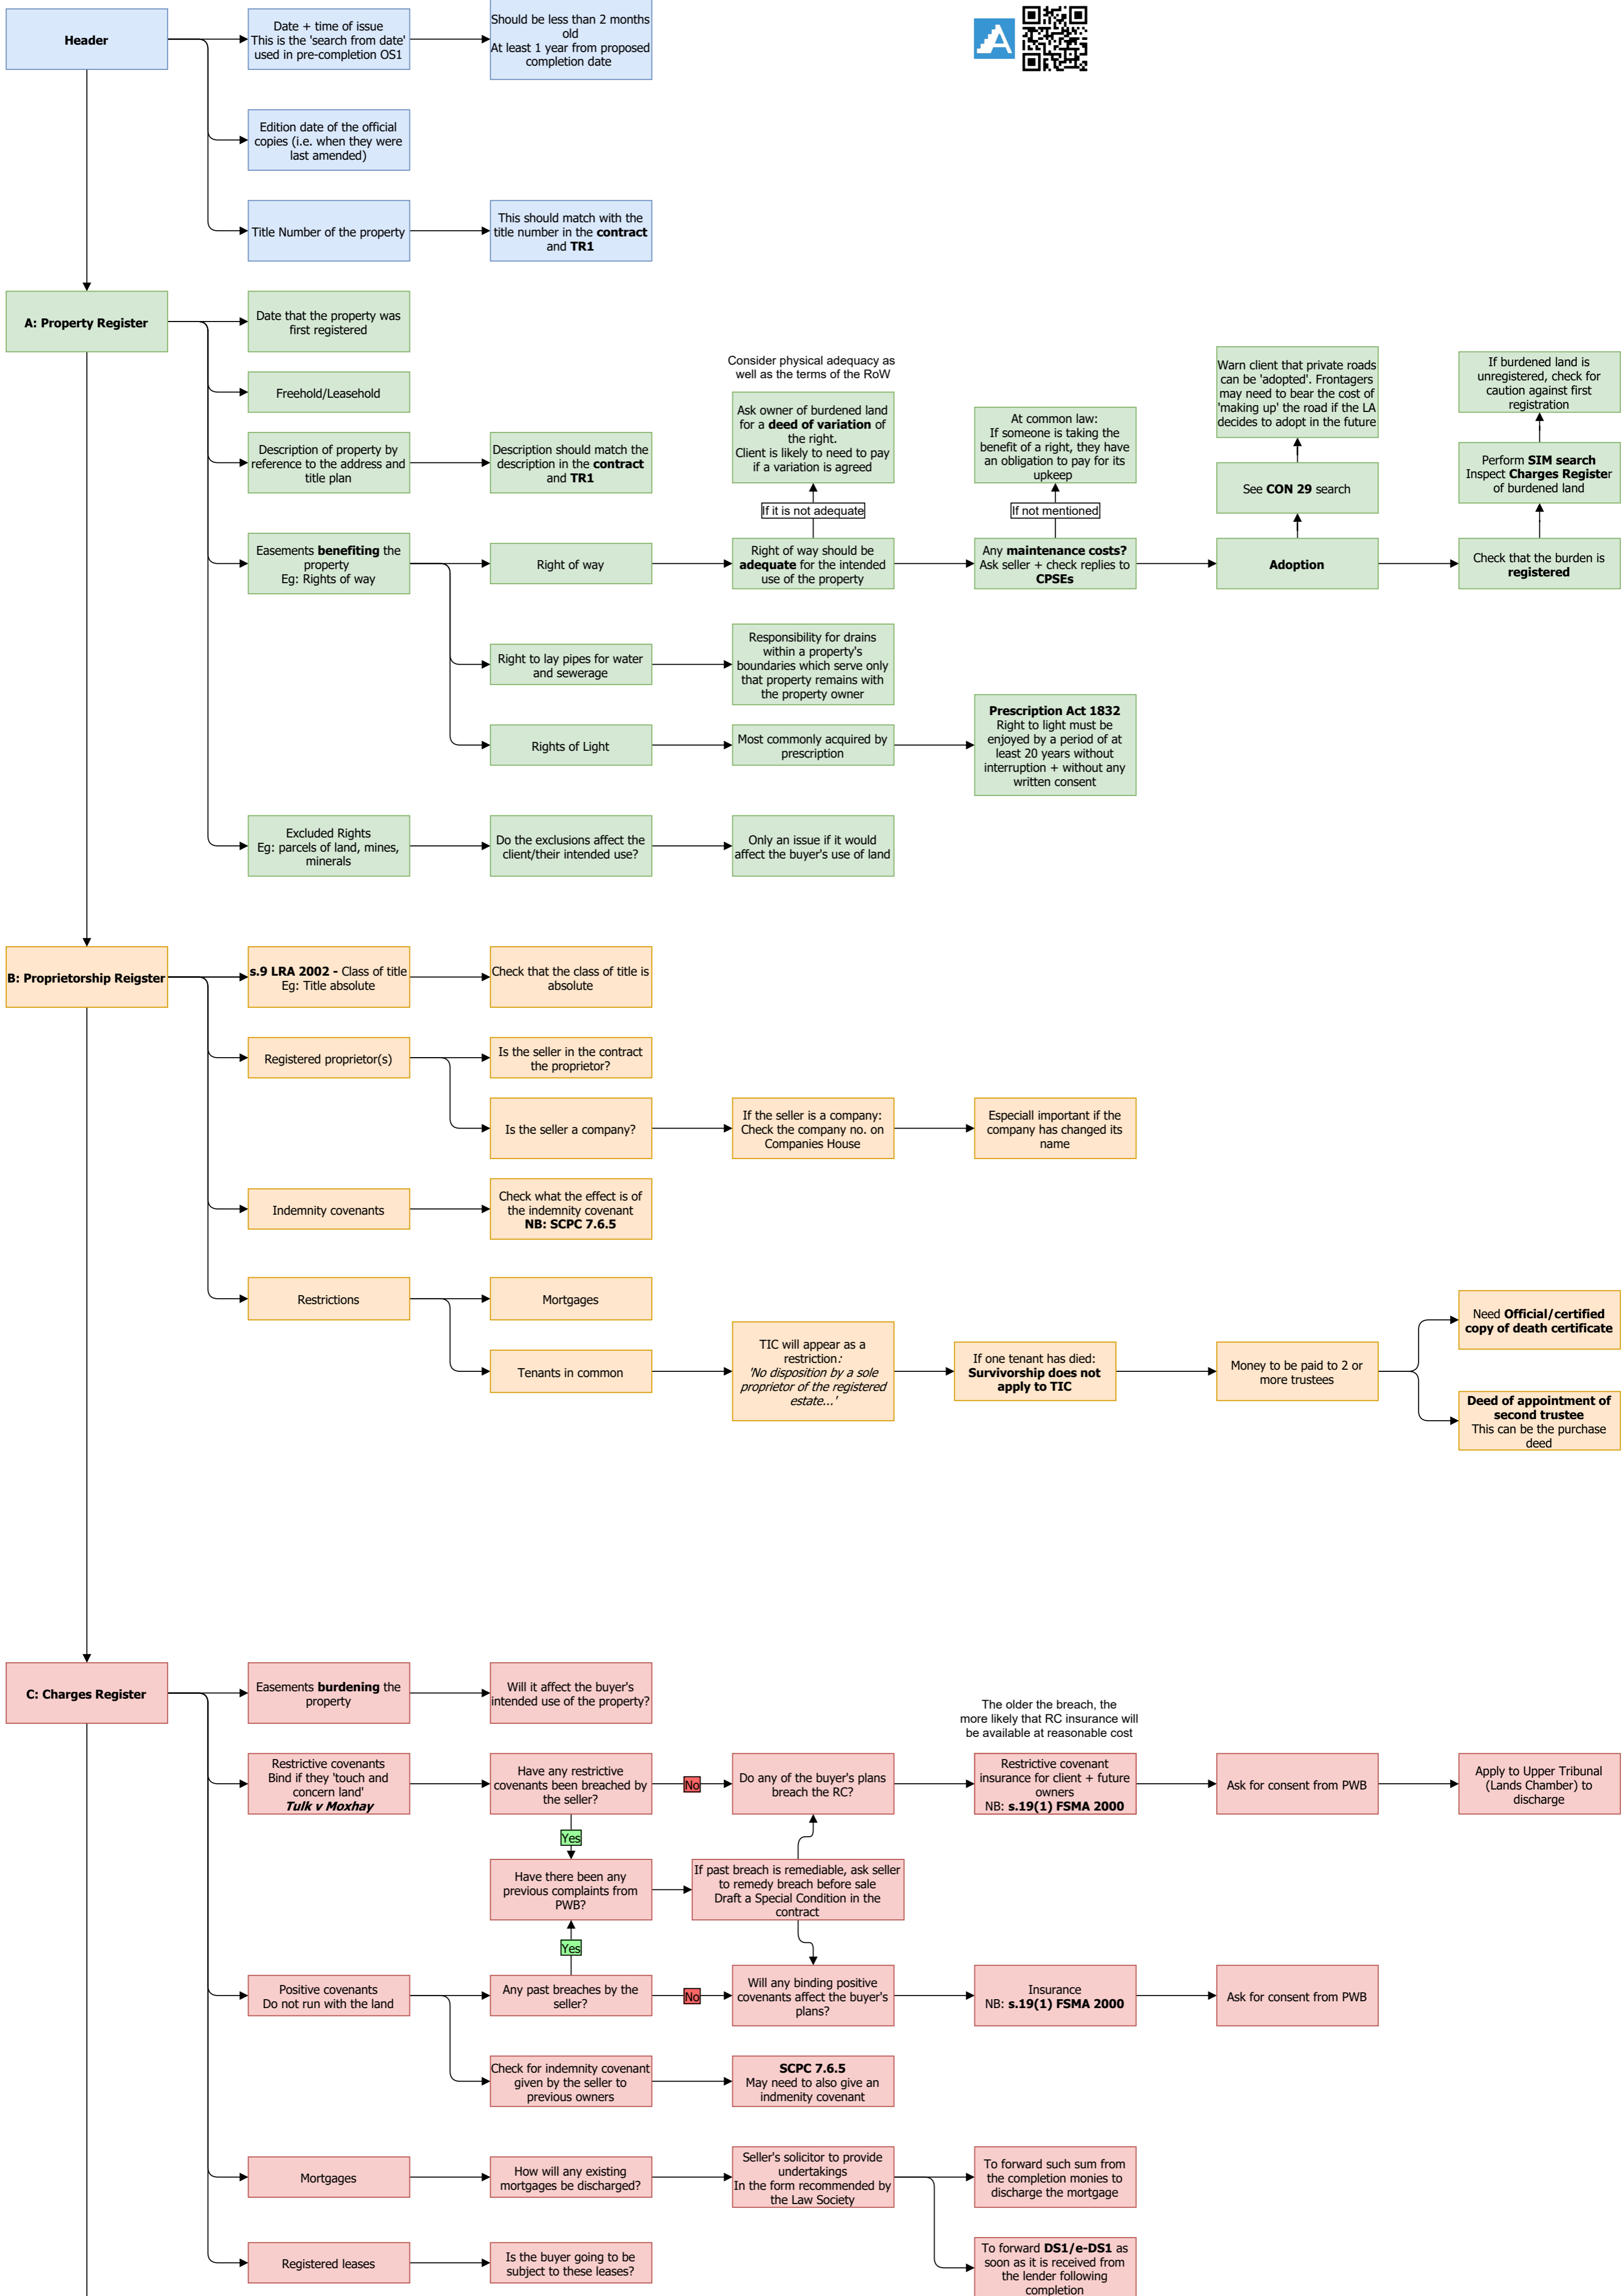 Header
Date + time of issue
This is the 'search from date'
used in pre-completion OS1
Should be less than 2 months
old
At least 1 year from proposed
completion date
Edition date of the official
copies (i.e. when they were
last amended)
Title Number of the property
This should match with the
title number in the contract
and TR1
A: Property Register
Date that the property was
first registered
Freehold/Leasehold
Description of property by
reference to the address and
title plan
Description should match the
description in the contract
and TR1
Easements benefiting the
property
Eg: Rights of way
Right of way
Consider physical adequacy as
well as the terms of the RoW
Ask owner of burdened land
for a deed of variation of
the right.
Client is likely to need to pay
if a variation is agreed
If it is not adequate
Right of way should be
adequate for the intended
use of the property
At common law:
If someone is taking the
benefit of a right, they have
an obligation to pay for its
upkeep
If not mentioned
Any maintenance costs?
Ask seller + check replies to
CPSEs
Warn client that private roads
can be 'adopted'. Frontagers
may need to bear the cost of
'making up' the road if the LA
decides to adopt in the future
See CON 29 search
Adoption
If burdened land is
unregistered, check for
caution against first
registration
Perform SIM search
Inspect Charges Register
of burdened land
Check that the burden is
registered
Right to lay pipes for water
and sewerage
Responsibility for drains
within a property's
boundaries which serve only
that property remains with
the property owner
Rights of Light
Most commonly acquired by
prescription
Prescription Act 1832
Right to light must be
enjoyed by a period of at
least 20 years without
interruption + without any
written consent
Excluded Rights
Eg: parcels of land, mines,
minerals
Do the exclusions affect the
client/their intended use?
Only an issue if it would
affect the buyer's use of land
B: Proprietorship Reigster
s.9 LRA 2002 - Class of title
Eg: Title absolute
Check that the class of title is
absolute
Registered proprietor(s)
Is the seller in the contract
the proprietor?
Is the seller a company?
If the seller is a company:
Check the company no. on
Companies House
Especiall important if the
company has changed its
name
Indemnity covenants
Check what the effect is of
the indemnity covenant
NB: SCPC 7.6.5
Restrictions
Mortgages
Tenants in common
TIC will appear as a
restriction:
'No disposition by a sole
proprietor of the registered
estate...'
If one tenant has died:
Survivorship does not
apply to TIC
Money to be paid to 2 or
more trustees
Need Official/certified
copy of death certificate
Deed of appointment of
second trustee
This can be the purchase
deed
C: Charges Register
Easements burdening the
property
Will it affect the buyer's
intended use of the property?
Restrictive covenants
Bind if they 'touch and
concern land'
Tulk v Moxhay
Have any restrictive
covenants been breached by
the seller?
No
Do any of the buyer's plans
breach the RC?
The older the breach, the
more likely that RC insurance will
be available at reasonable cost
Restrictive covenant
insurance for client + future
owners
NB: s.19(1) FSMA 2000
Ask for consent from PWB
Apply to Upper Tribunal
(Lands Chamber) to
discharge
Yes
Have there been any
previous complaints from
PWB?
If past breach is remediable, ask seller
to remedy breach before sale
Draft a Special Condition in the
contract
Yes
Positive covenants
Do not run with the land
Any past breaches by the
seller?
No
Will any binding positive
covenants affect the buyer's
plans?
Insurance
NB: s.19(1) FSMA 2000
Ask for consent from PWB
Check for indemnity covenant
given by the seller to
previous owners
SCPC 7.6.5
May need to also give an
indmenity covenant
Mortgages
How will any existing
mortgages be discharged?
Seller's solicitor to provide
undertakings
In the form recommended by
the Law Society
To forward such sum from
the completion monies to
discharge the mortgage
To forward DS1/e-DS1 as
soon as it is received from
the lender following
completion
Registered leases
Is the buyer going to be
subject to these leases?